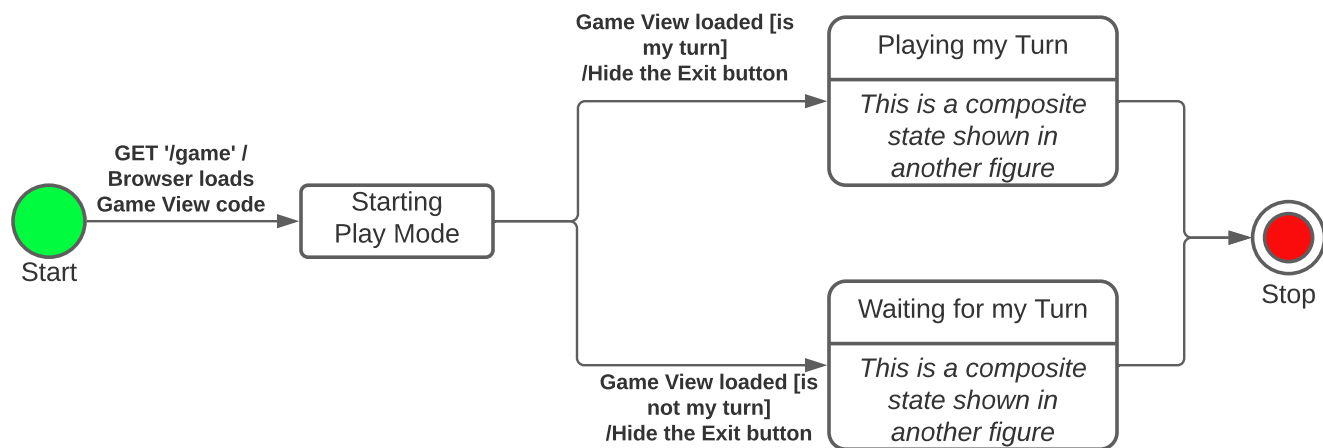 GET '/game' /
Browser loads
Game View code
Start
Starting
Play Mode
Game View loaded [is
my turn]
/Hide the Exit button
Playing my Turn
This is a composite
state shown in
another figure
Game View loaded [is
not my turn]
/Hide the Exit button
Waiting for my Turn
This is a composite
state shown in
another figure
Stop